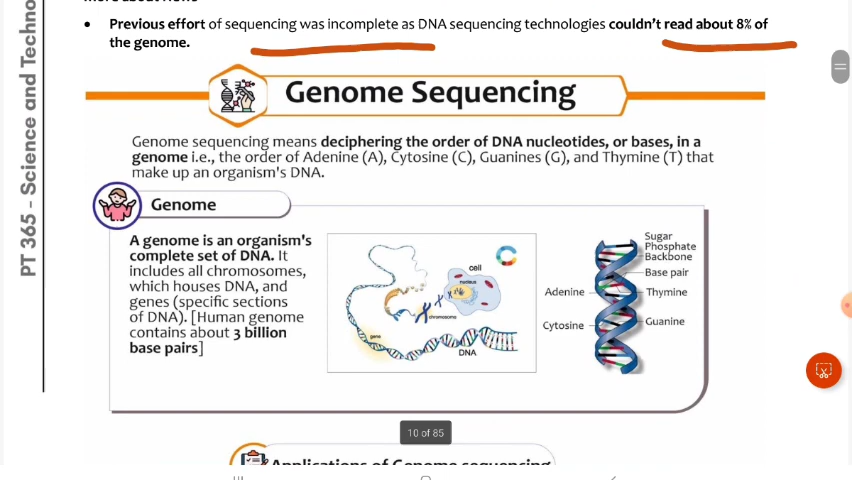 • Previous effort of sequencing was incomplete as DNA sequencing technologies couldn't read about 8% of
the genome.
PT 365 - Science and Techno
Genome Sequencing
Genome sequencing means deciphering the order of DNA nucleotides, or bases, in a
genome i.e., the order of Adenine (A), Cytosine (C), Guanines (G), and Thymine (T) that
make up an organism's DNA.
Genome
A genome is an organism's
complete set of DNA. It
includes all chromosomes,
which houses DNA, and
genes (specific sections
of DNA). [Human genome
contains about 3 billion
base pairs]
cell
nucleus
chromosome
gene
DNA
Sugar
Phosphate
Backbone
Base pair
Adenine
Thymine
Cytosine
Guanine
10 of 85
Applications of Genome sequencing